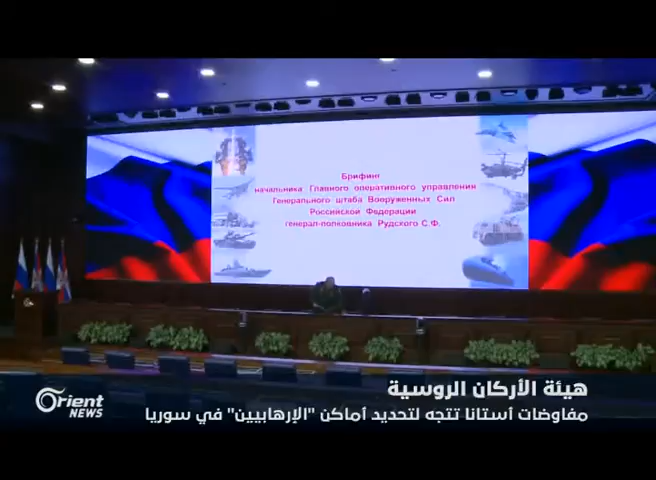 Брифинг
начальника Главного оперативного управления
Генерального штаба Вооруженных Сил
Российской Федерации
генерал-полковника Рудского С.Ф.
هيئة الأركان الروسية
مفاوضات أستانا تتجه لتحديد أماكن "الإرهابيين" في سوريا
Orient
NEWS